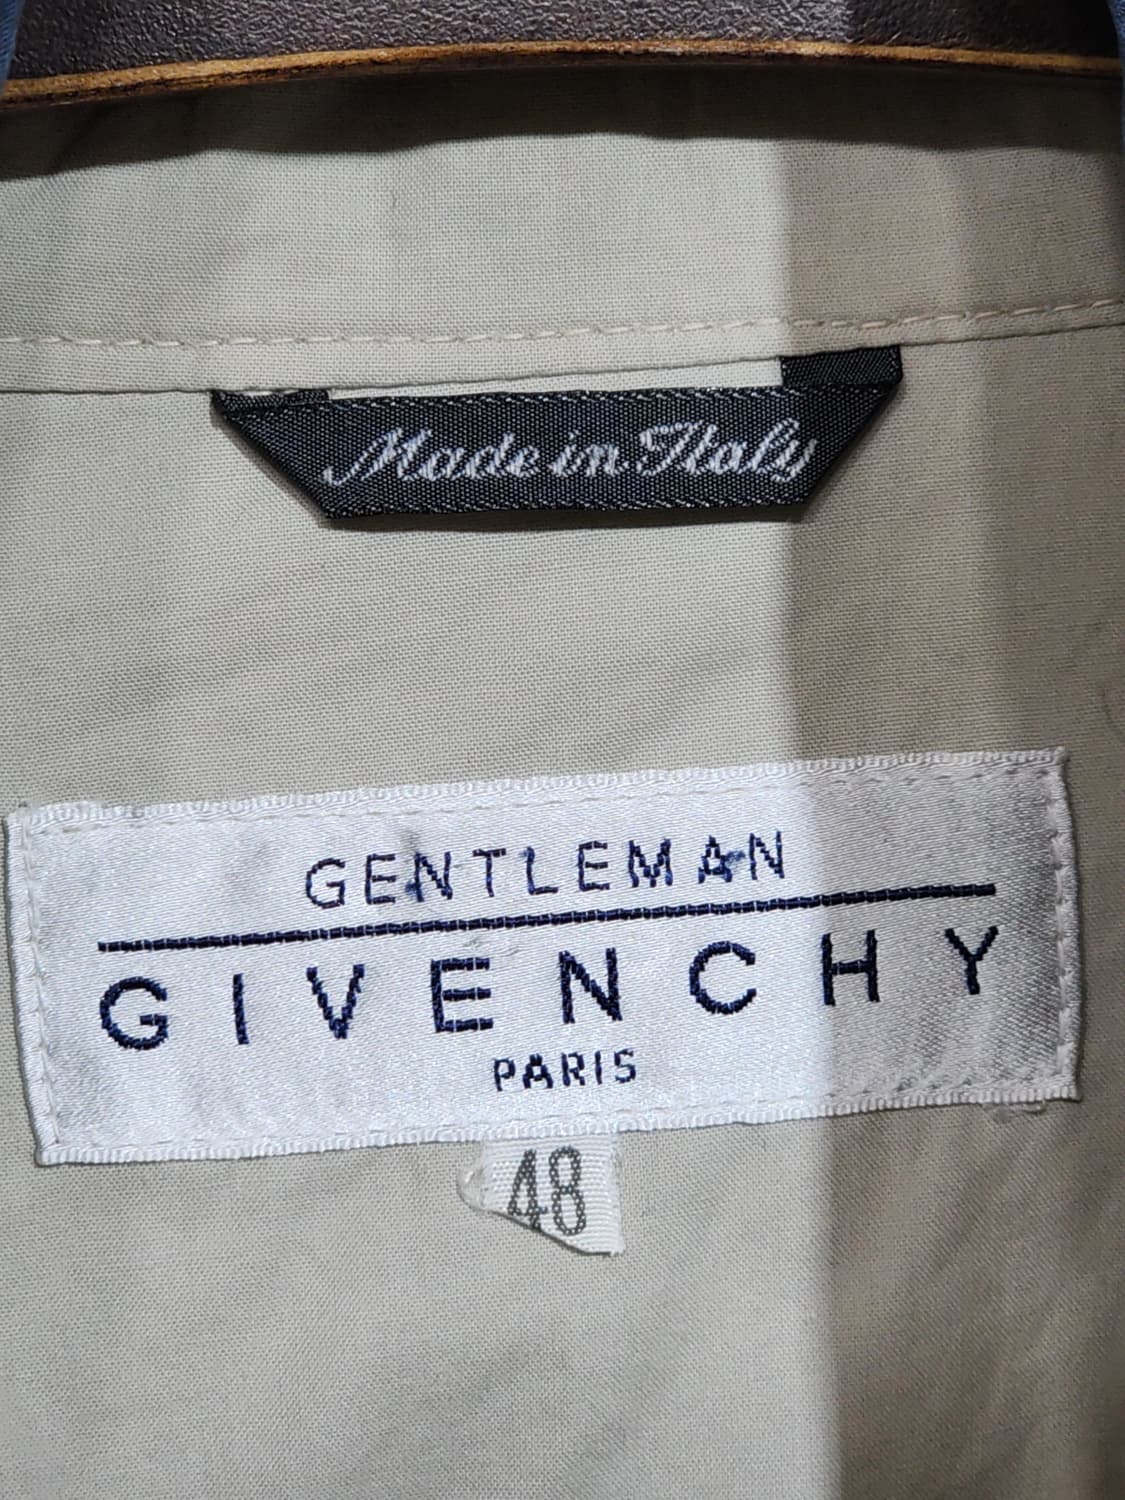 Made in Italy
GENTLEMAN
GIVENCHY
PARIS
48